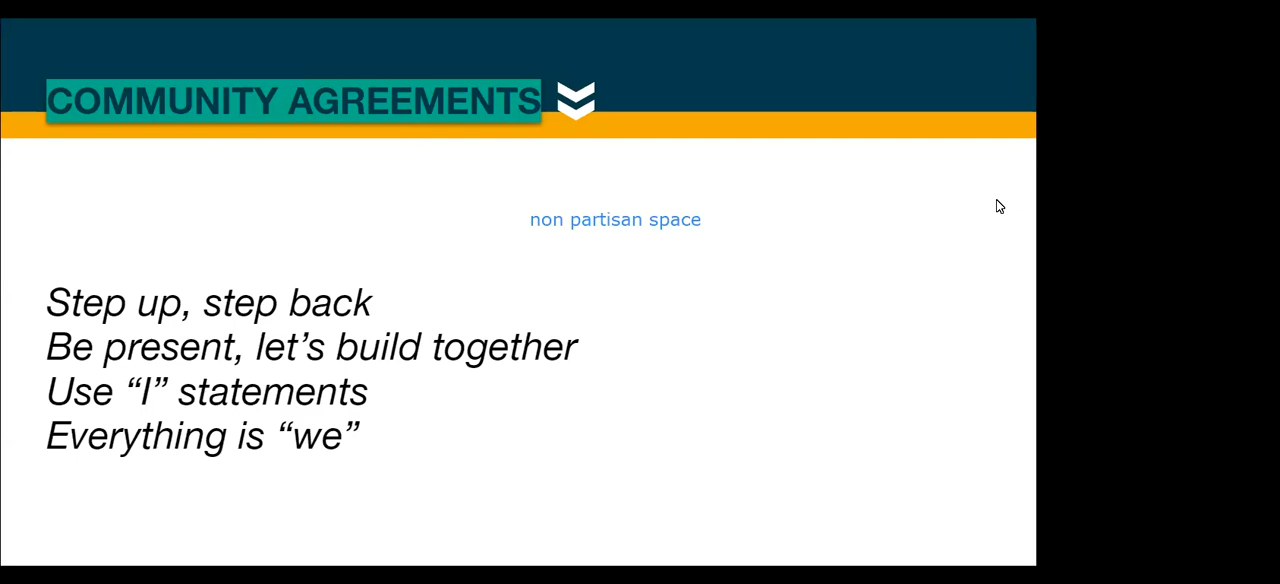 COMMUNITY AGREEMENTS
non partisan space
Step up, step back
Be present, let’s build together
Use “I” statements
Everything is “we”